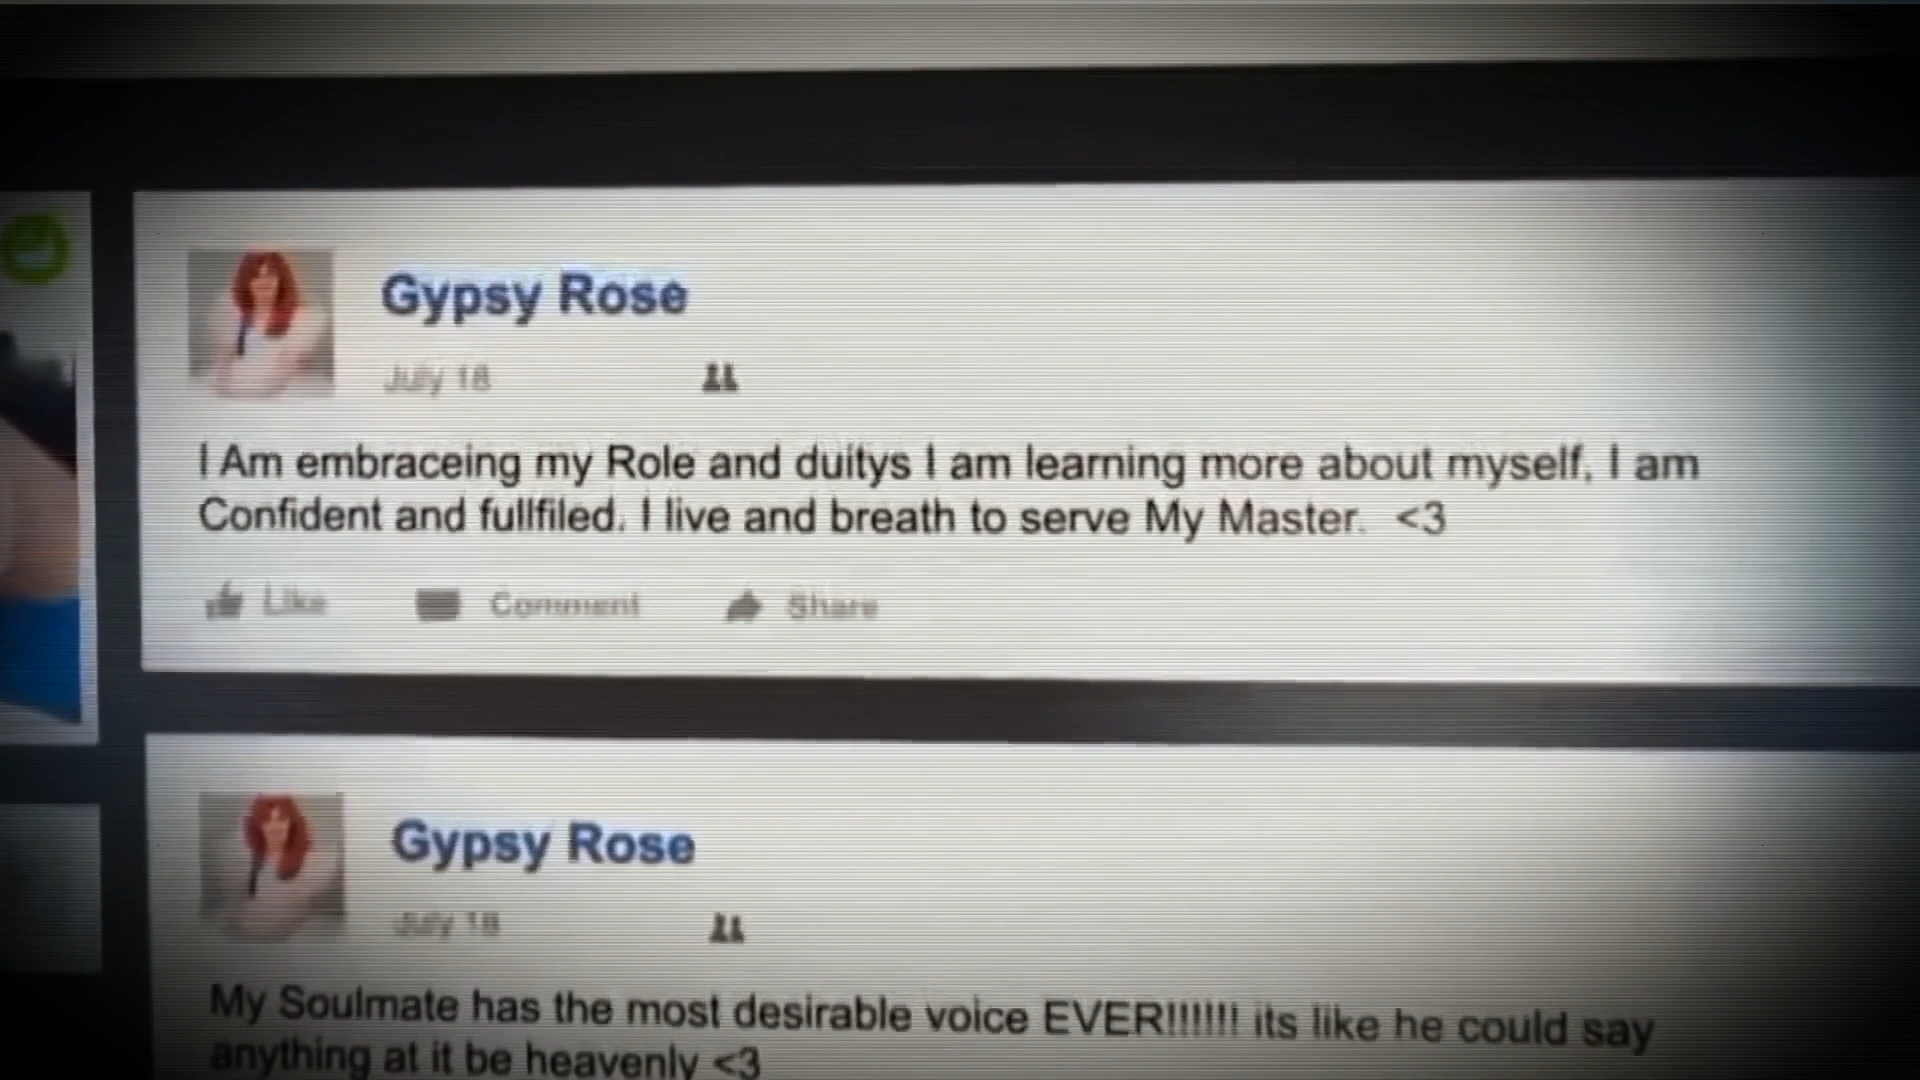 Gypsy Rose
July 18
I Am embraceing my Role and duitys I am learning more about myself, I am
Confident and fullfiled. I live and breath to serve My Master. <3
Like Comment Share
Gypsy Rose
July 18
My Soulmate has the most desirable voice EVER!!!!!! its like he could say
anything at it be heavenly <3